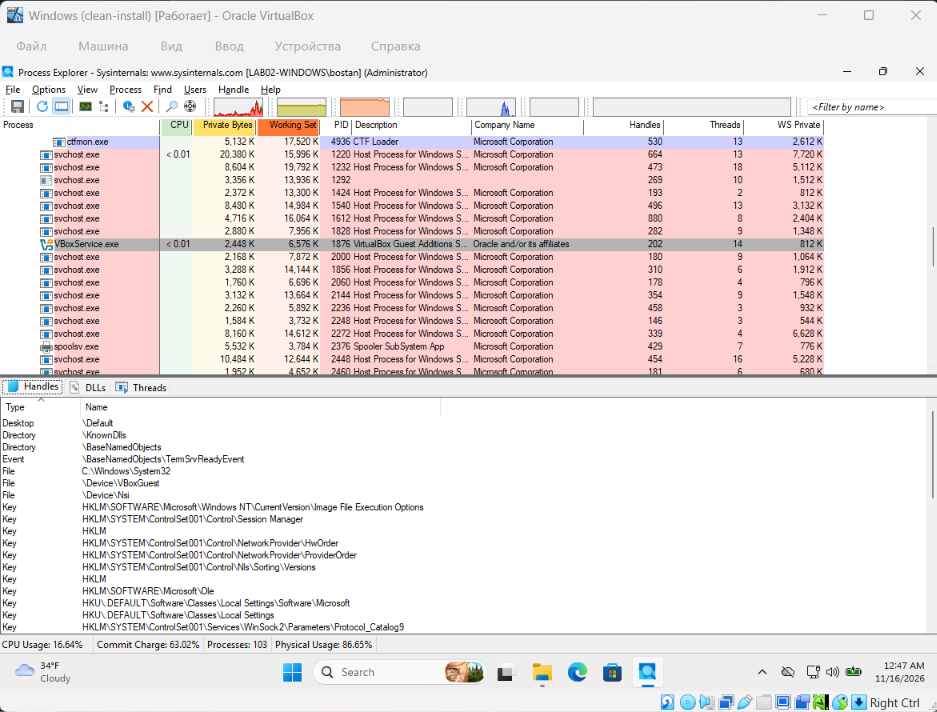 Windows (clean-install) [Работает] - Oracle VirtualBox
Файл Машина Вид Ввод Устройства Справка
Process Explorer - Sysinternals: www.sysinternals.com [LAB02-WINDOWS\bostan] (Administrator)
File Options View Process Find Users Handle Help
<Filter by name>
Process CPU Private Bytes Working Set PID Description Company Name Handles Threads WS Private
ctfmon.exe 5,132 K 17,520 K 4936 CTF Loader Microsoft Corporation 530 13 2,612 K
svchost.exe < 0.01 20,380 K 15,996 K 1220 Host Process for Windows S... Microsoft Corporation 664 13 7,720 K
svchost.exe 8,604 K 19,792 K 1232 Host Process for Windows S... Microsoft Corporation 473 18 5,112 K
svchost.exe 3,356 K 13,936 K 1292 269 10 1,512 K
svchost.exe 2,372 K 13,300 K 1424 Host Process for Windows S... Microsoft Corporation 193 2 812 K
svchost.exe 8,480 K 14,984 K 1540 Host Process for Windows S... Microsoft Corporation 496 13 3,132 K
svchost.exe 4,716 K 16,064 K 1612 Host Process for Windows S... Microsoft Corporation 880 8 2,404 K
svchost.exe 2,880 K 7,956 K 1828 Host Process for Windows S... Microsoft Corporation 282 9 1,348 K
VBoxService.exe < 0.01 2,448 K 6,576 K 1876 VirtualBox Guest Additions S... Oracle and/or its affiliates 202 14 812 K
svchost.exe 2,168 K 7,872 K 2000 Host Process for Windows S... Microsoft Corporation 180 9 1,064 K
svchost.exe 3,288 K 14,144 K 1856 Host Process for Windows S... Microsoft Corporation 310 6 1,912 K
svchost.exe 1,760 K 6,696 K 2060 Host Process for Windows S... Microsoft Corporation 178 4 796 K
svchost.exe 3,132 K 13,664 K 2144 Host Process for Windows S... Microsoft Corporation 354 9 1,548 K
svchost.exe 2,260 K 5,892 K 2236 Host Process for Windows S... Microsoft Corporation 458 3 932 K
svchost.exe 1,584 K 3,732 K 2248 Host Process for Windows S... Microsoft Corporation 146 3 544 K
svchost.exe 8,160 K 14,612 K 2272 Host Process for Windows S... Microsoft Corporation 339 4 6,628 K
spoolsv.exe 5,532 K 3,784 K 2376 Spooler SubSystem App Microsoft Corporation 429 7 776 K
svchost.exe 10,484 K 12,644 K 2448 Host Process for Windows S... Microsoft Corporation 454 16 5,228 K
svchost.exe 1,952 K 4,652 K 2460 Host Process for Windows S... Microsoft Corporation 181 6 680 K
Handles DLLs Threads
Type Name
Desktop \Default
Directory \KnownDlls
Directory \BaseNamedObjects
Event \BaseNamedObjects\TermSrvReadyEvent
File C:\Windows\System32
File \Device\VBoxGuest
File \Device\Nsi
Key HKLM\SOFTWARE\Microsoft\Windows NT\CurrentVersion\Image File Execution Options
Key HKLM\SYSTEM\ControlSet001\Control\Session Manager
Key HKLM
Key HKLM\SYSTEM\ControlSet001\Control\NetworkProvider\HwOrder
Key HKLM\SYSTEM\ControlSet001\Control\NetworkProvider\ProviderOrder
Key HKLM\SYSTEM\ControlSet001\Control\Nls\Sorting\Versions
Key HKLM
Key HKLM\SOFTWARE\Microsoft\Ole
Key HKU\.DEFAULT\Software\Classes\Local Settings\Software\Microsoft
Key HKU\.DEFAULT\Software\Classes\Local Settings
Key HKLM\SYSTEM\ControlSet001\Services\WinSock2\Parameters\Protocol_Catalog9
CPU Usage: 16.64% Commit Charge: 63.02% Processes: 103 Physical Usage: 86.65%
34°F
Cloudy
Search
12:47 AM
11/16/2026
Right Ctrl